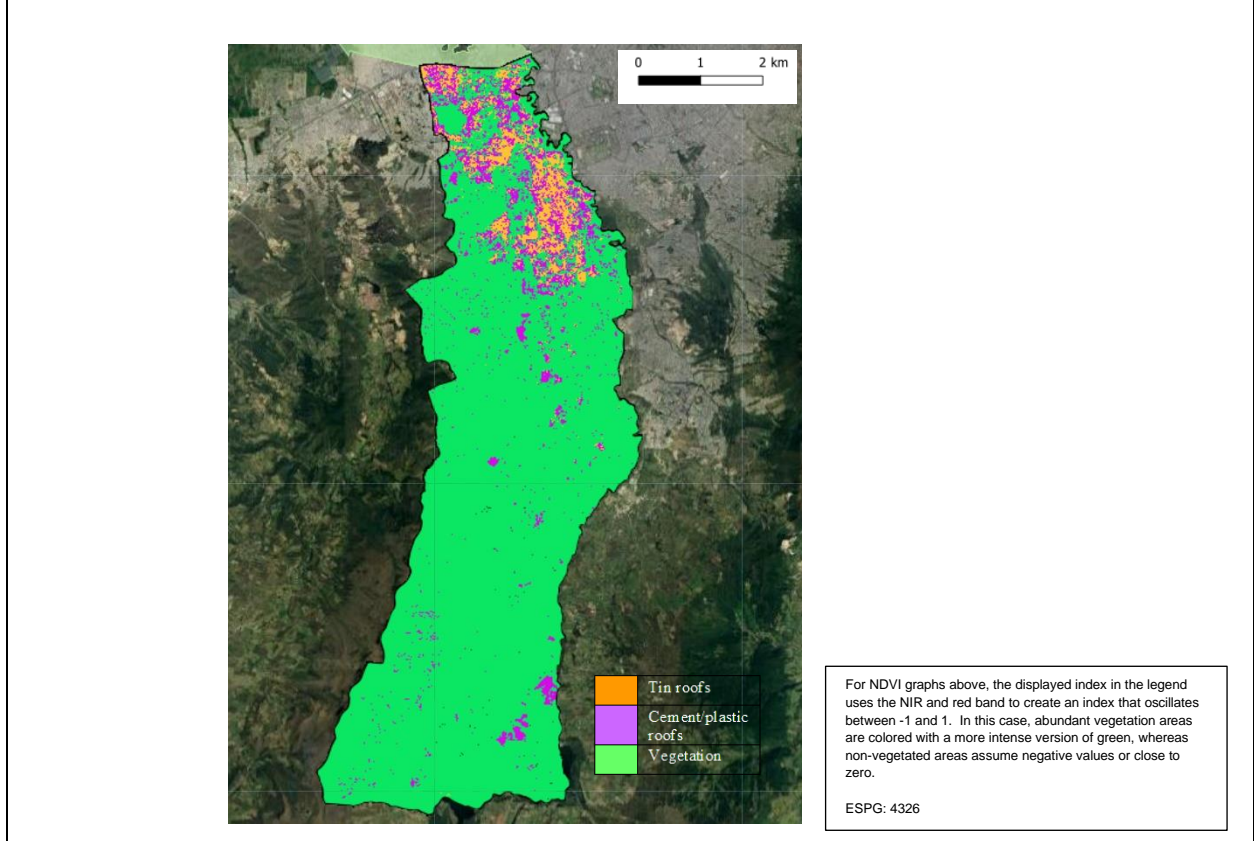 0 1 2 km
Tin roofs
Cement/plastic
roofs
Vegetation
For NDVI graphs above, the displayed index in the legend
uses the NIR and red band to create an index that oscillates
between -1 and 1. In this case, abundant vegetation areas
are colored with a more intense version of green, whereas
non-vegetated areas assume negative values or close to
zero.
ESPG: 4326